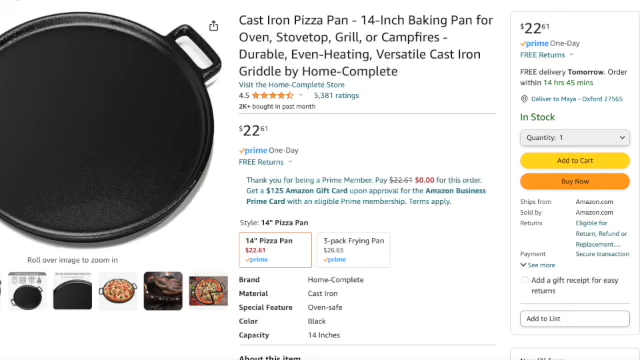 Cast Iron Pizza Pan - 14-Inch Baking Pan for
Oven, Stovetop, Grill, or Campfires -
Durable, Even-Heating, Versatile Cast Iron
Griddle by Home-Complete
Visit the Home-Complete Store
4.5
5,381 ratings
2K+ bought in past month
$2261
prime One-Day
FREE Returns
Thank you for being a Prime Member. Pay $22.61 $0.00 for this order.
Get a $125 Amazon Gift Card upon approval for the Amazon Business
Prime Card with an eligible Prime membership. Terms apply.
Style: 14" Pizza Pan
14" Pizza Pan
$22.61
prime
3-pack Frying Pan
$26.65
prime
Brand Home-Complete
Material Cast Iron
Special Feature Oven-safe
Color Black
Capacity 14 Inches
About this item
Roll over image to zoom in
$2261
prime One-Day
FREE Returns
FREE delivery Tomorrow. Order
within 14 hrs 45 mins
Deliver to Maya - Oxford 27565
In Stock
Quantity: 1
Add to Cart
Buy Now
Ships from Amazon.com
Sold by Amazon.com
Returns Eligible for
Return, Refund or
Replacement...
Payment Secure transaction
See more
Add a gift receipt for easy
returns
Add to List